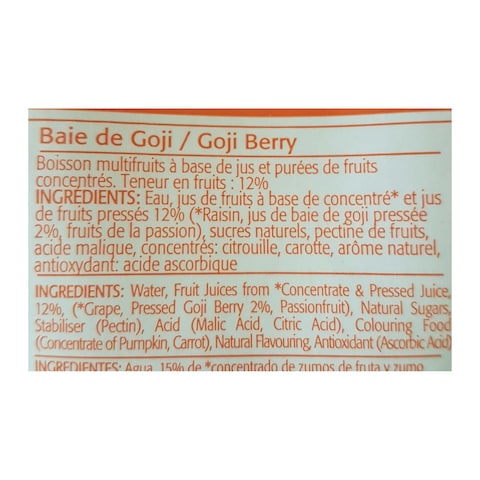 Baie de Goji / Goji Berry
Boisson multifruits à base de jus et purées de fruits
concentrés. Teneur en fruits : 12%
INGRÉDIENTS: Eau, jus de fruits à base de concentré* et jus
de fruits pressés 12% (*Raisin, jus de baie de goji pressée
2%, fruits de la passion), sucres naturels, pectine de fruits,
acide malique, concentrés: citrouille, carotte, arôme naturel,
antioxydant: acide ascorbique
INGREDIENTS: Water, Fruit Juices from *Concentrate & Pressed Juice,
12%, (*Grape, Pressed Goji Berry 2%, Passionfruit), Natural Sugars,
Stabiliser (Pectin), Acid (Malic Acid, Citric Acid), Colouring Food
(Concentrate of Pumpkin, Carrot), Natural Flavouring, Antioxidant (Ascorbic Acid)
INGREDIENTES: Agua, 15% de *concentrado de zumos de fruta y zumo